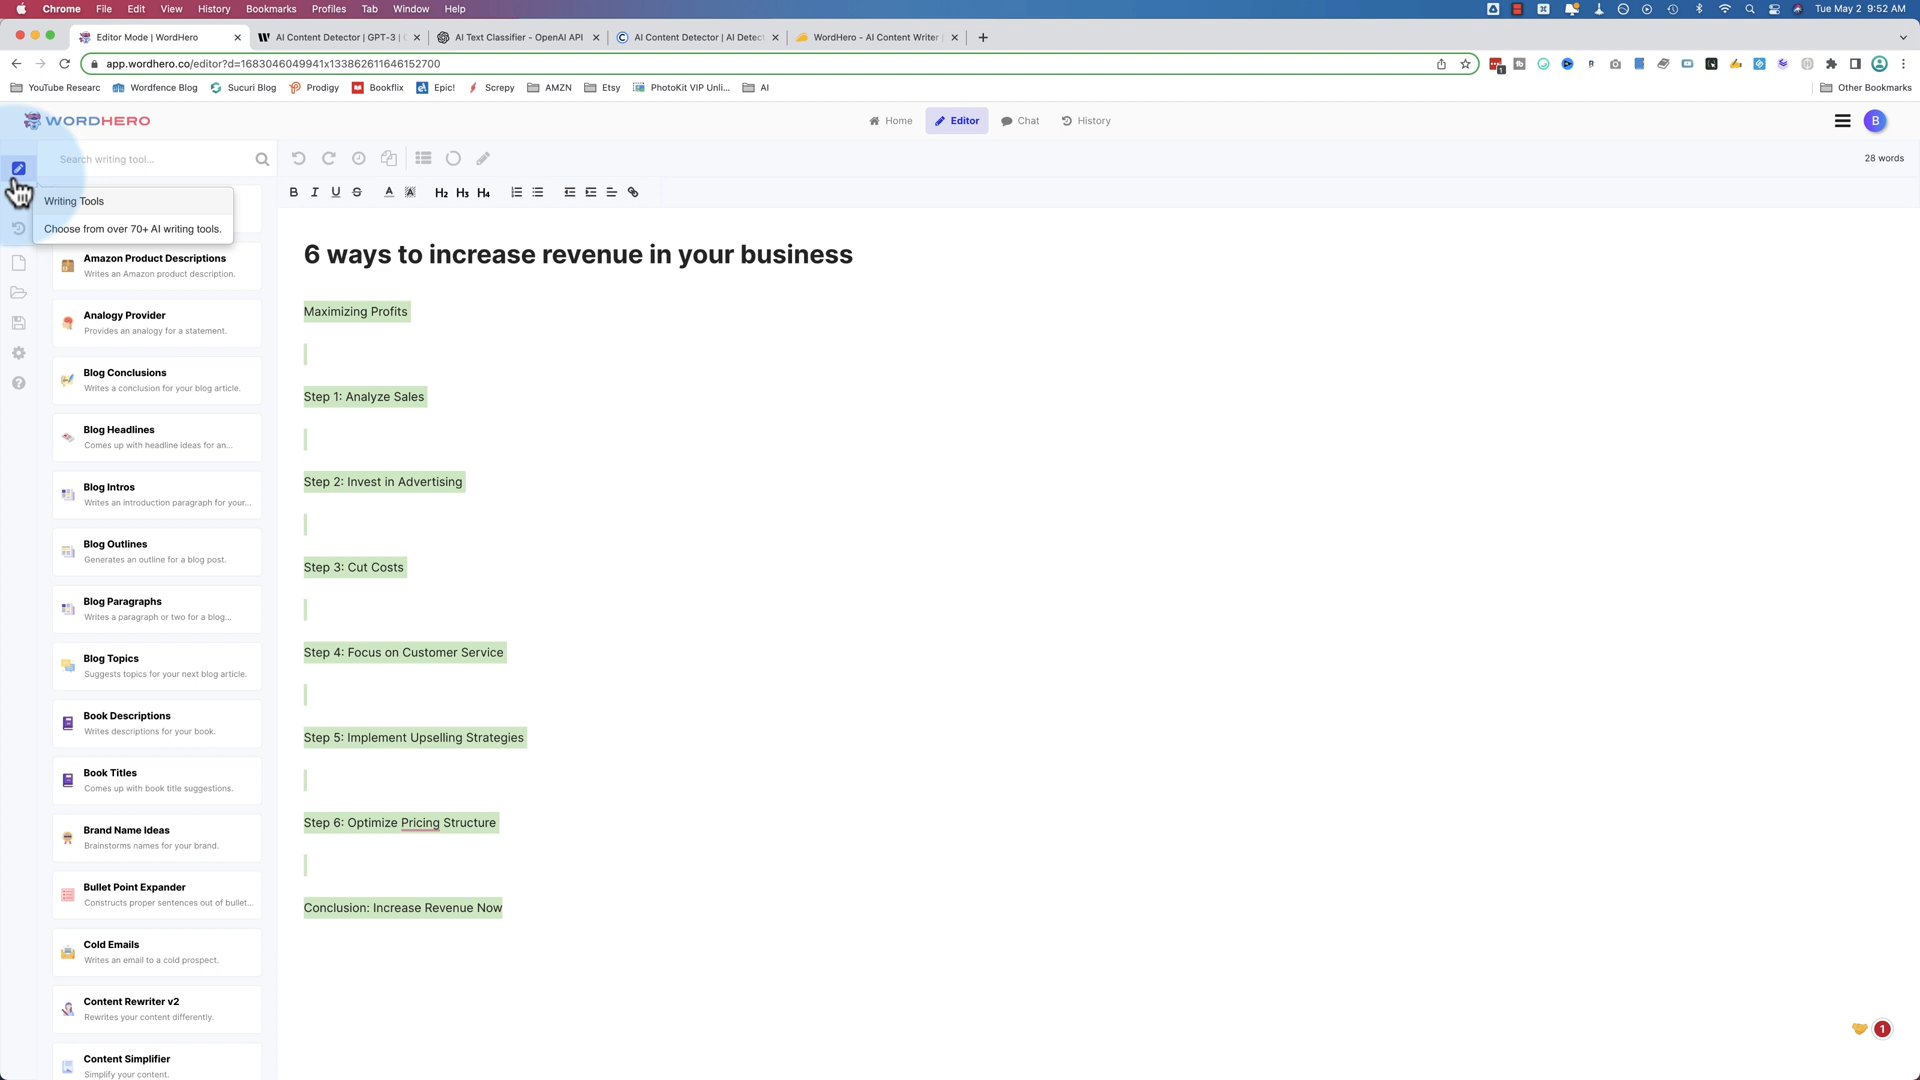 Chrome File Edit View History Bookmarks Profiles Tab Window Help Tue May 2 9:52 AM
Editor Mode | WordHero AI Content Detector | GPT-3 | AI Text Classifier - OpenAI API AI Content Detector | AI Detect WordHero - AI Content Writer
app.wordhero.co/editor?d=1683046049941x133862611646152700
YouTube Researc Wordfence Blog Sucuri Blog Prodigy Bookflix Epic! Screpy AMZN Etsy PhotoKit VIP Unli... AI Other Bookmarks
WORDHERO Home Editor Chat History B
Search writing tool... 28 words
B I U S A A H2 H3 H4
Writing Tools
Choose from over 70+ AI writing tools.
Amazon Product Descriptions
Writes an Amazon product description.
Analogy Provider
Provides an analogy for a statement.
Blog Conclusions
Writes a conclusion for your blog article.
Blog Headlines
Comes up with headline ideas for an...
Blog Intros
Writes an introduction paragraph for your...
Blog Outlines
Generates an outline for a blog post.
Blog Paragraphs
Writes a paragraph or two for a blog...
Blog Topics
Suggests topics for your next blog article.
Book Descriptions
Writes descriptions for your book.
Book Titles
Comes up with book title suggestions.
Brand Name Ideas
Brainstorms names for your brand.
Bullet Point Expander
Constructs proper sentences out of bullet...
Cold Emails
Writes an email to a cold prospect.
Content Rewriter v2
Rewrites your content differently.
Content Simplifier
Simplify your content.
6 ways to increase revenue in your business
Maximizing Profits
Step 1: Analyze Sales
Step 2: Invest in Advertising
Step 3: Cut Costs
Step 4: Focus on Customer Service
Step 5: Implement Upselling Strategies
Step 6: Optimize Pricing Structure
Conclusion: Increase Revenue Now
1